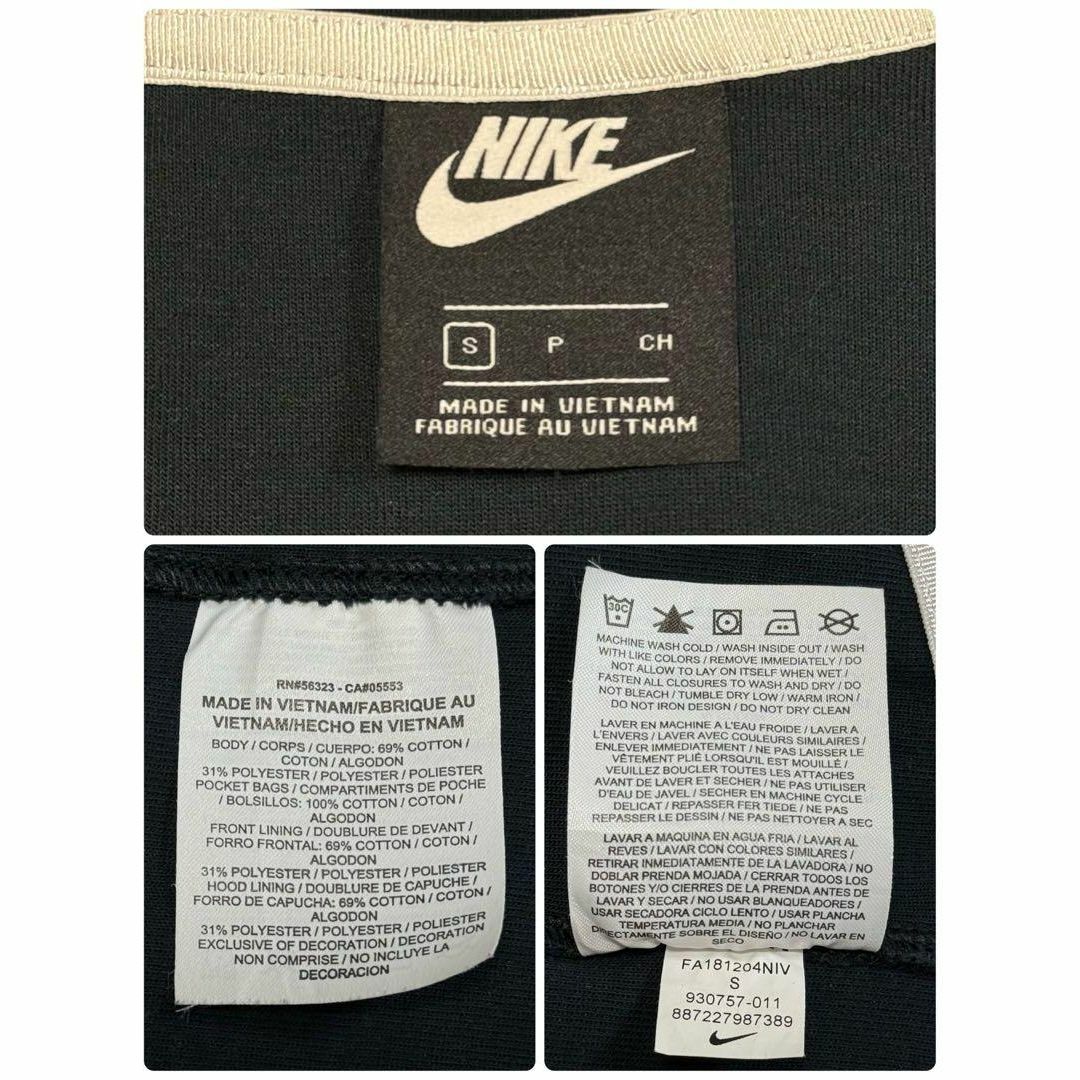 NIKE
S P CH
MADE IN VIETNAM
FABRIQUE AU VIETNAM
RN#56323 - CA#05553
MADE IN VIETNAM/FABRIQUE AU
VIETNAM/HECHO EN VIETNAM
BODY / CORPS / CUERPO: 69% COTTON /
COTON / ALGODON
31% POLYESTER / POLYESTER / POLIESTER
POCKET BAGS / COMPARTIMENTS DE POCHE
/ BOLSILLOS: 100% COTTON / COTON /
ALGODON
FRONT LINING / DOUBLURE DE DEVANT /
FORRO FRONTAL: 69% COTTON / COTON /
ALGODON
31% POLYESTER / POLYESTER / POLIESTER
HOOD LINING / DOUBLURE DE CAPUCHE /
FORRO DE CAPUCHA: 69% COTTON / COTON /
ALGODON
31% POLYESTER / POLYESTER / POLIESTER
EXCLUSIVE OF DECORATION / DECORATION
NON COMPRISE / NO INCLUYE LA
DECORACION
30C
MACHINE WASH COLD / WASH INSIDE OUT / WASH
WITH LIKE COLORS / REMOVE IMMEDIATELY / DO
NOT ALLOW TO LAY ON ITSELF WHEN WET /
FASTEN ALL CLOSURES TO WASH AND DRY / DO
NOT BLEACH / TUMBLE DRY LOW / WARM IRON /
DO NOT IRON DESIGN / DO NOT DRY CLEAN
LAVER EN MACHINE A L'EAU FROIDE / LAVER A
L'ENVERS / LAVER AVEC COULEURS SIMILAIRES /
ENLEVER IMMEDIATEMENT / NE PAS LAISSER LE
VÊTEMENT PLIÉ LORSQU'IL EST MOUILLÉ /
VEUILLEZ BOUCLER TOUTES LES ATTACHES
AVANT DE LAVER ET SECHER / NE PAS UTILISER
D'EAU DE JAVEL / SECHER EN MACHINE CYCLE
DELICAT / REPASSER FER TIEDE / NE PAS
REPASSER LE DESSIN / NE PAS NETTOYER A SEC
LAVAR A MAQUINA EN AGUA FRIA / LAVAR AL
REVES / LAVAR CON COLORES SIMILARES /
RETIRAR INMEDIATAMENTE DE LA LAVADORA / NO
DOBLAR PRENDA MOJADA / CERRAR TODOS LOS
BOTONES Y/O CIERRES DE LA PRENDA ANTES DE
LAVAR Y SECAR / NO USAR BLANQUEADORES /
USAR SECADORA CICLO LENTO / USAR PLANCHA
TEMPERATURA MEDIA / NO PLANCHAR
DIRECTAMENTE SOBRE EL DISEÑO / NO LAVAR EN
SECO
FA181204NIV
S
930757-011
887227987389